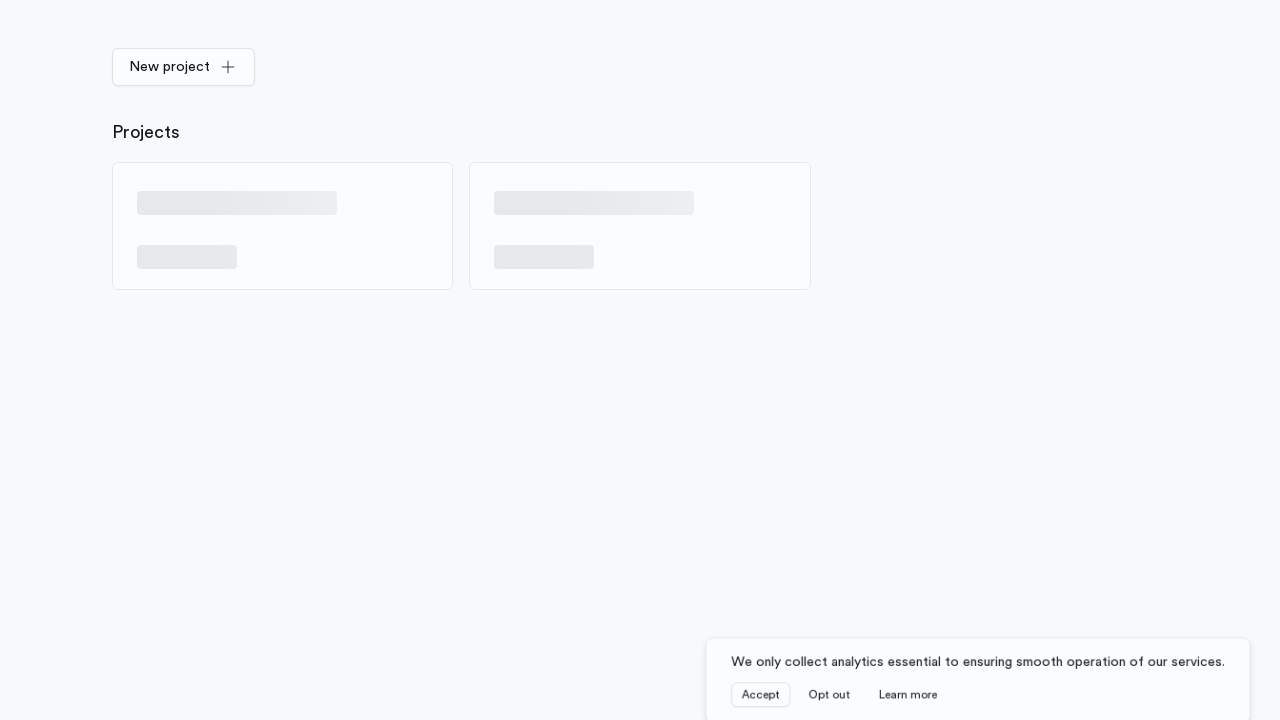 New project
Projects
We only collect analytics essential to ensuring smooth operation of our services.
Accept Opt out Learn more